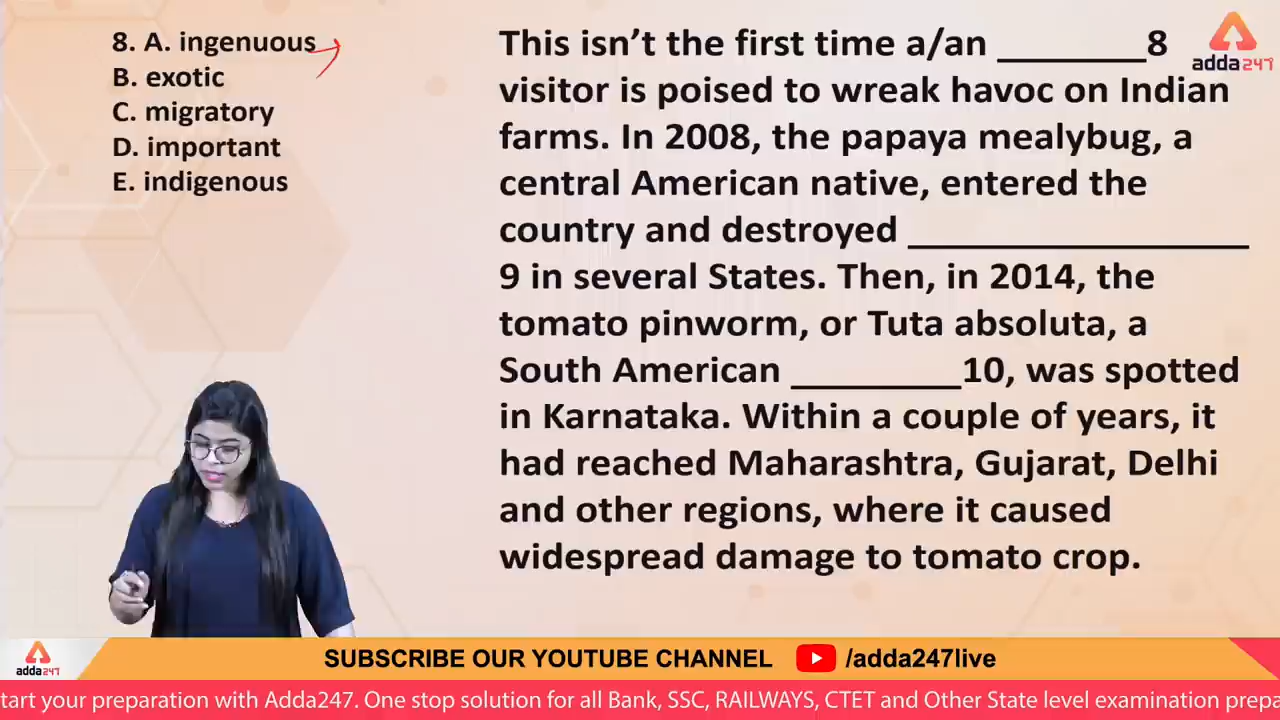 8. A. ingenuous
B. exotic
C. migratory
D. important
E. indigenous
This isn’t the first time a/an _______8
visitor is poised to wreak havoc on Indian
farms. In 2008, the papaya mealybug, a
central American native, entered the
country and destroyed ________________
9 in several States. Then, in 2014, the
tomato pinworm, or Tuta absoluta, a
South American ________10, was spotted
in Karnataka. Within a couple of years, it
had reached Maharashtra, Gujarat, Delhi
and other regions, where it caused
widespread damage to tomato crop.
adda247
adda247
SUBSCRIBE OUR YOUTUBE CHANNEL /adda247live
tart your preparation with Adda247. One stop solution for all Bank, SSC, RAILWAYS, CTET and Other State level examination prepa